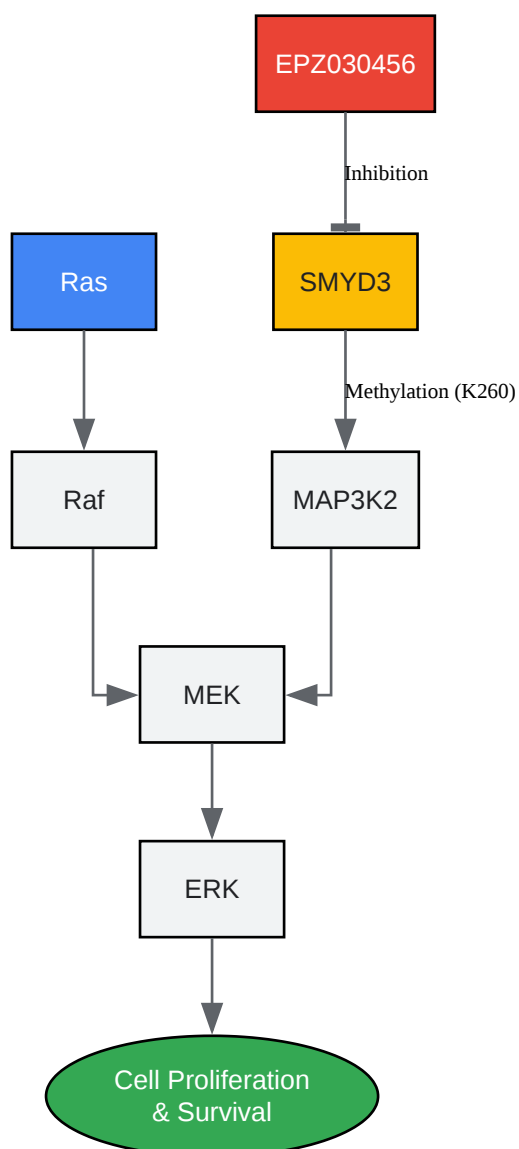 EPZ030456
Inhibition
Ras
SMYD3
Methylation (K260)
Raf
MAP3K2
MEK
ERK
Cell Proliferation
& Survival